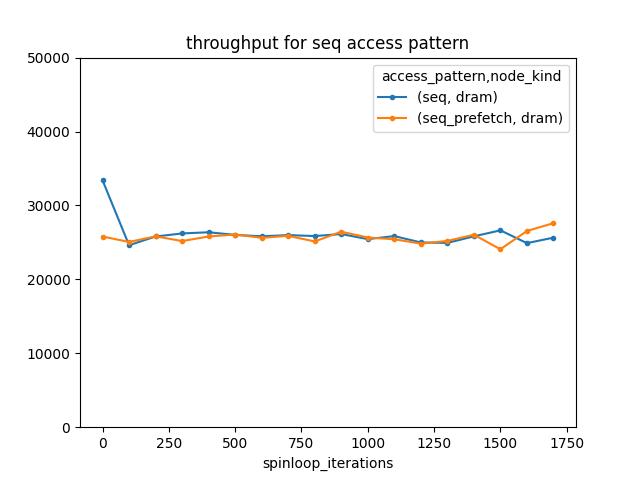 throughput for seq access pattern
50000
40000
30000
20000
10000
0
access_pattern,node_kind
(seq, dram)
(seq_prefetch, dram)
0 250 500 750 1000 1250 1500 1750
spinloop_iterations